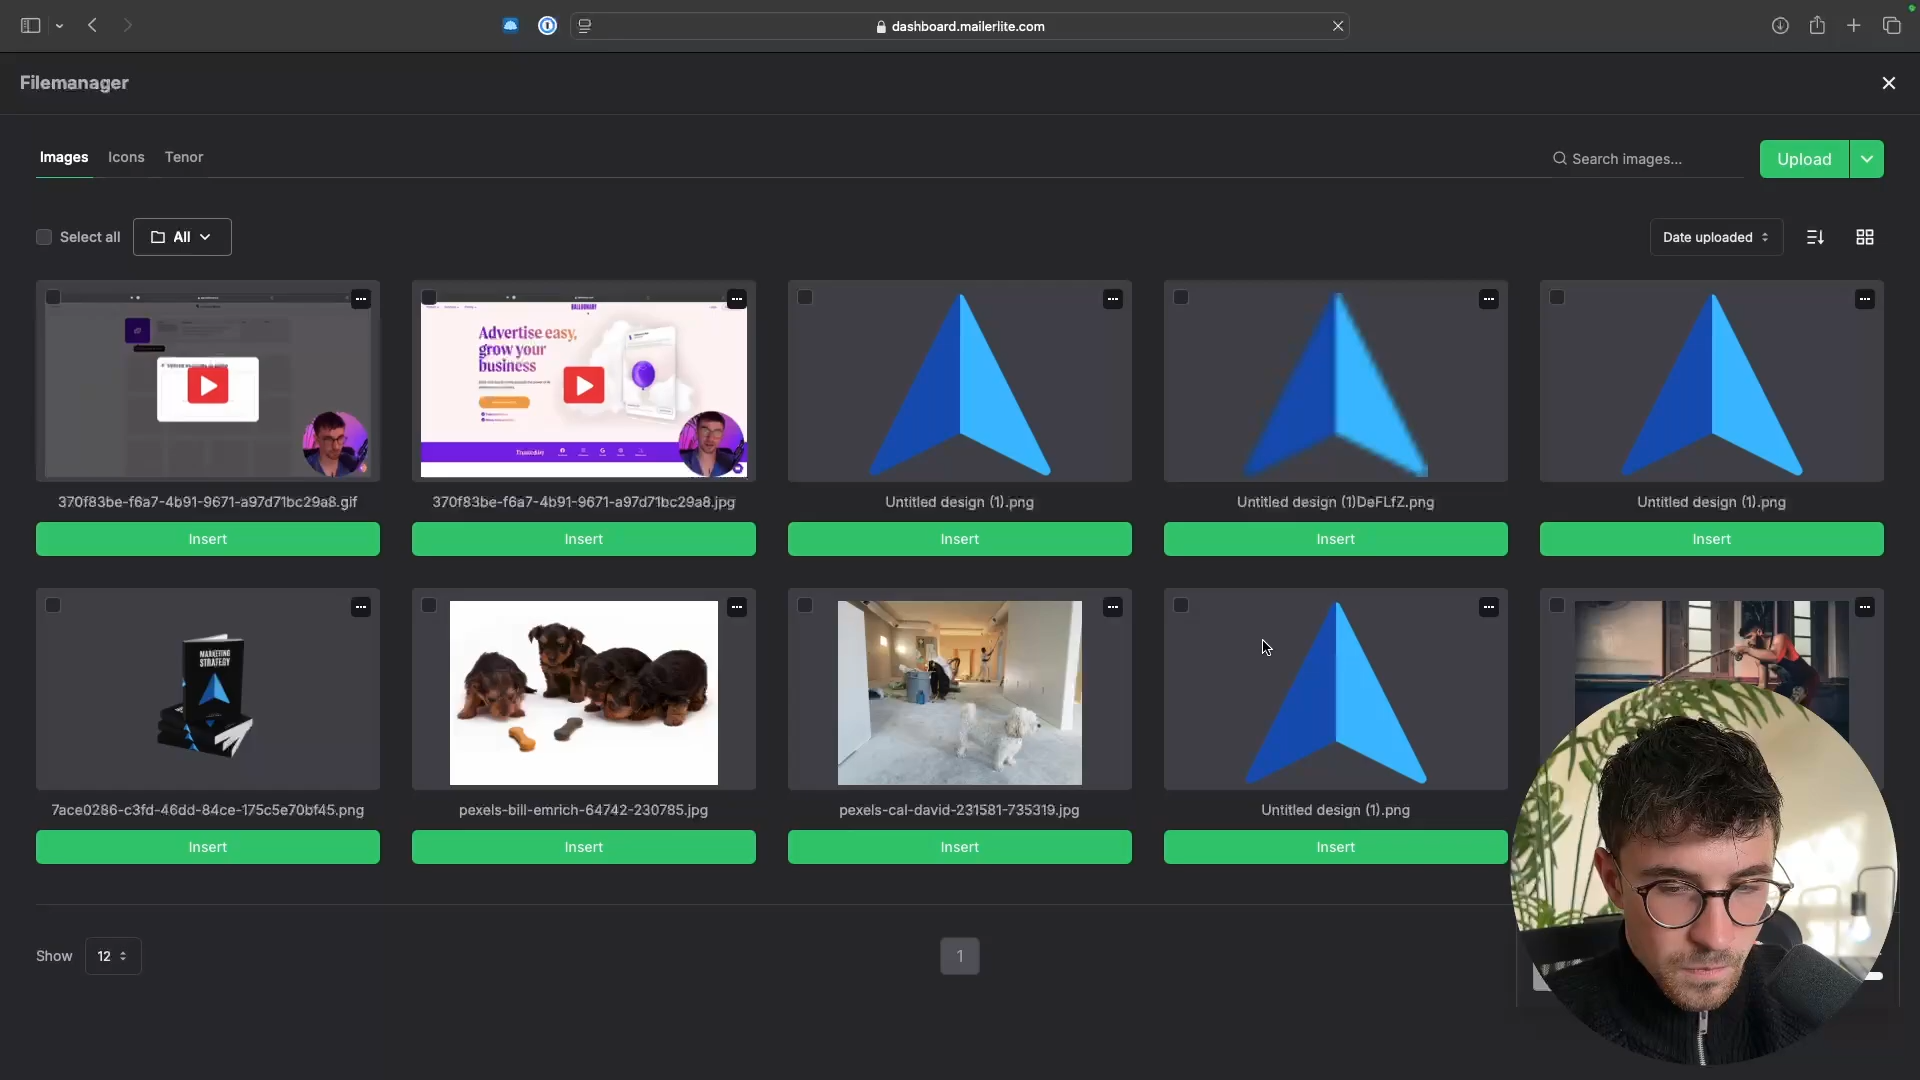 dashboard.mailerlite.com
Filemanager
Images Icons Tenor
Search images...
Upload
Select all
All
Date uploaded
Advertise easy,
grow your
business
370f83be-f6a7-4b91-9671-a97d71bc29a8.gif
370f83be-f6a7-4b91-9671-a97d71bc29a8.jpg
Untitled design (1).png
Untitled design (1)DeFLfZ.png
Untitled design (1).png
Insert
Insert
Insert
Insert
Insert
MARKETING
STRATEGY
7ace0286-c3fd-46dd-84ce-175c5e70bf45.png
pexels-bill-emrich-64742-230785.jpg
pexels-cal-david-231581-735319.jpg
Untitled design (1).png
Insert
Insert
Insert
Insert
Show
12
1